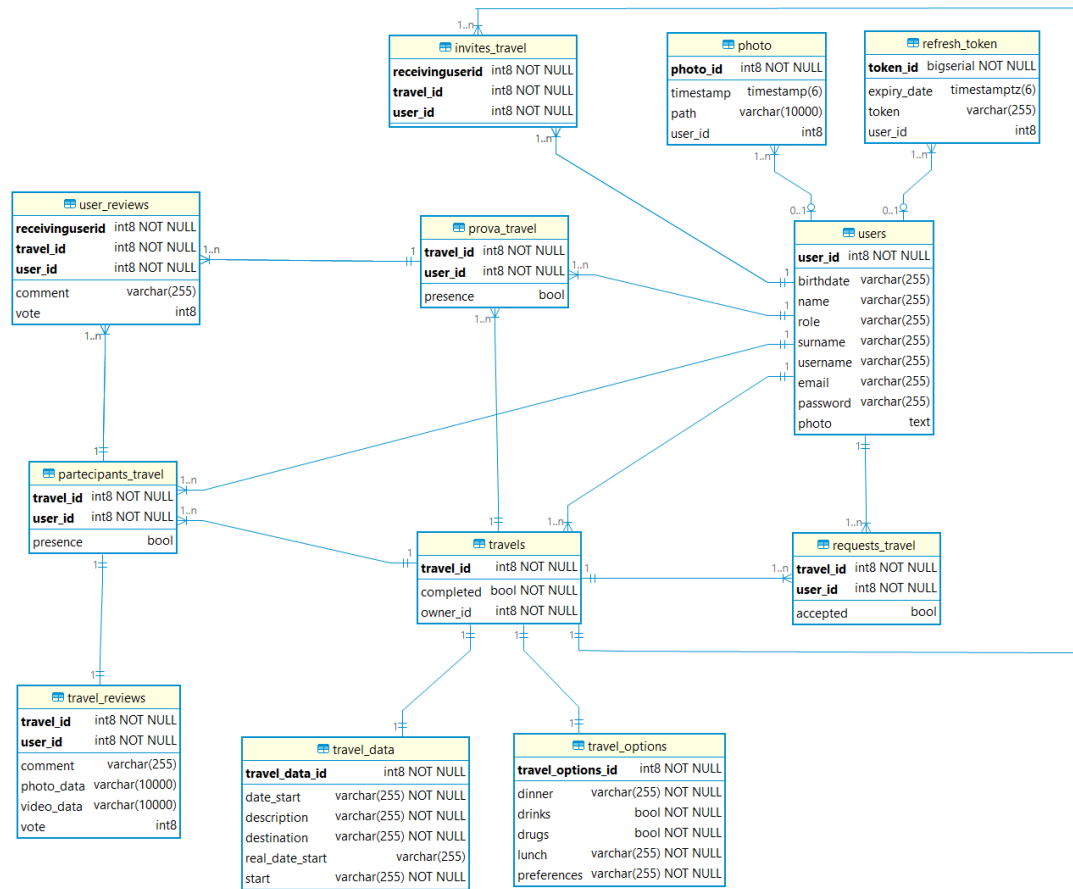 1..n
invites_travel
receivinguserid int8 NOT NULL
travel_id int8 NOT NULL
user_id int8 NOT NULL
1..n
photo
photo_id int8 NOT NULL
timestamp timestamp(6)
path varchar(10000)
user_id int8
1..n
0..1
refresh_token
token_id bigserial NOT NULL
expiry_date timestamptz(6)
token varchar(255)
user_id int8
1..n
0..1
user_reviews
receivinguserid int8 NOT NULL
travel_id int8 NOT NULL
user_id int8 NOT NULL
comment varchar(255)
vote int8
1..n
1..n
prova_travel
travel_id int8 NOT NULL
user_id int8 NOT NULL
presence bool
1
1..n
1..n
users
user_id int8 NOT NULL
birthdate varchar(255)
name varchar(255)
role varchar(255)
surname varchar(255)
username varchar(255)
email varchar(255)
password varchar(255)
photo text
1
1
1
1
1
partecipants_travel
travel_id int8 NOT NULL
user_id int8 NOT NULL
presence bool
1
1..n
1..n
1
travels
travel_id int8 NOT NULL
completed bool NOT NULL
owner_id int8 NOT NULL
1
1..n
1
1
1
1
1
requests_travel
travel_id int8 NOT NULL
user_id int8 NOT NULL
accepted bool
1..n
1..n
travel_reviews
travel_id int8 NOT NULL
user_id int8 NOT NULL
comment varchar(255)
photo_data varchar(10000)
video_data varchar(10000)
vote int8
1
travel_data
travel_data_id int8 NOT NULL
date_start varchar(255) NOT NULL
description varchar(255) NOT NULL
destination varchar(255) NOT NULL
real_date_start varchar(255)
start varchar(255) NOT NULL
1
travel_options
travel_options_id int8 NOT NULL
dinner varchar(255) NOT NULL
drinks bool NOT NULL
drugs bool NOT NULL
lunch varchar(255) NOT NULL
preferences varchar(255) NOT NULL
1